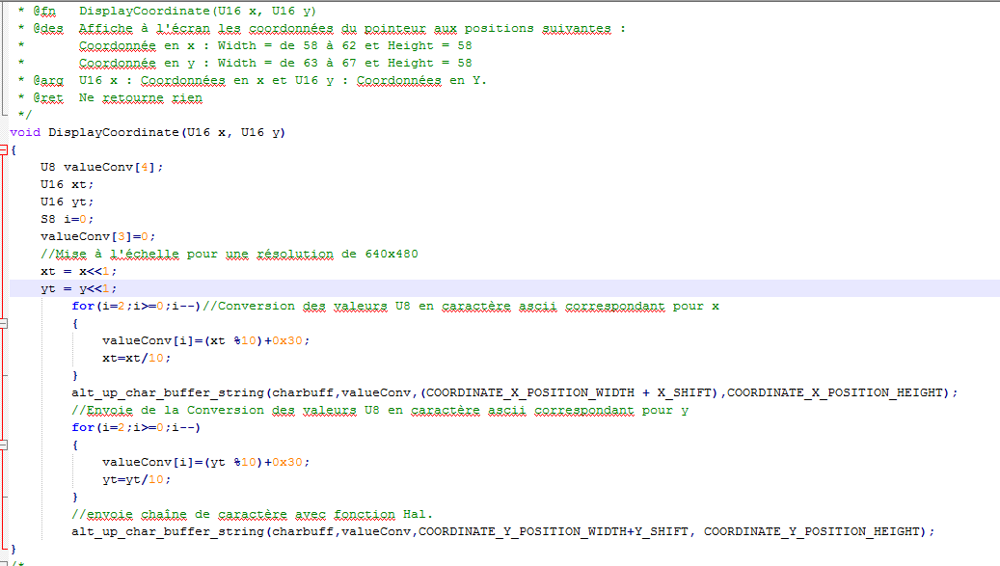 * @fn   DisplayCoordinate(U16 x, U16 y)
* @des  Affiche à l'écran les coordonnées du pointeur aux positions suivantes :
*       Coordonnée en x : Width = de 58 à 62 et Height = 58
*       Coordonnée en y : Width = de 63 à 67 et Height = 58
* @arg  U16 x : Coordonnées en x et U16 y : Coordonnées en Y.
* @ret  Ne retourne rien
*/
void DisplayCoordinate(U16 x, U16 y)
{
    U8 valueConv[4];
    U16 xt;
    U16 yt;
    S8 i=0;
    valueConv[3]=0;
    //Mise à l'échelle pour une résolution de 640x480
    xt = x<<1;
    yt = y<<1;
        for(i=2;i>=0;i--)//Conversion des valeurs U8 en caractère ascii correspondant pour x
        {
            valueConv[i]=(xt %10)+0x30;
            xt=xt/10;
        }
        alt_up_char_buffer_string(charbuff,valueConv,(COORDINATE_X_POSITION_WIDTH + X_SHIFT),COORDINATE_X_POSITION_HEIGHT);
        //Envoie de la Conversion des valeurs U8 en caractère ascii correspondant pour y
        for(i=2;i>=0;i--)
        {
            valueConv[i]=(yt %10)+0x30;
            yt=yt/10;
        }
        //envoie chaîne de caractère avec fonction Hal.
        alt_up_char_buffer_string(charbuff,valueConv,COORDINATE_Y_POSITION_WIDTH+Y_SHIFT, COORDINATE_Y_POSITION_HEIGHT);
}
/*